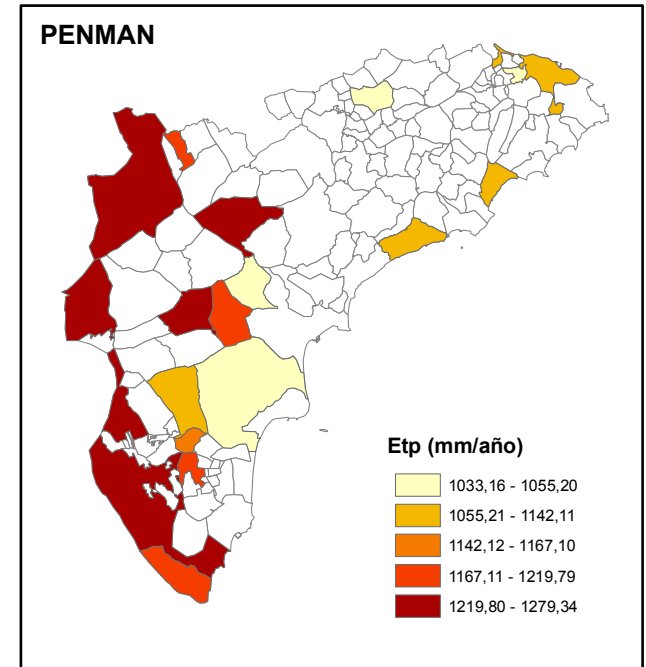 PENMAN
Etp (mm/año)
1033,16 - 1055,20
1055,21 - 1142,11
1142,12 - 1167,10
1167,11 - 1219,79
1219,80 - 1279,34